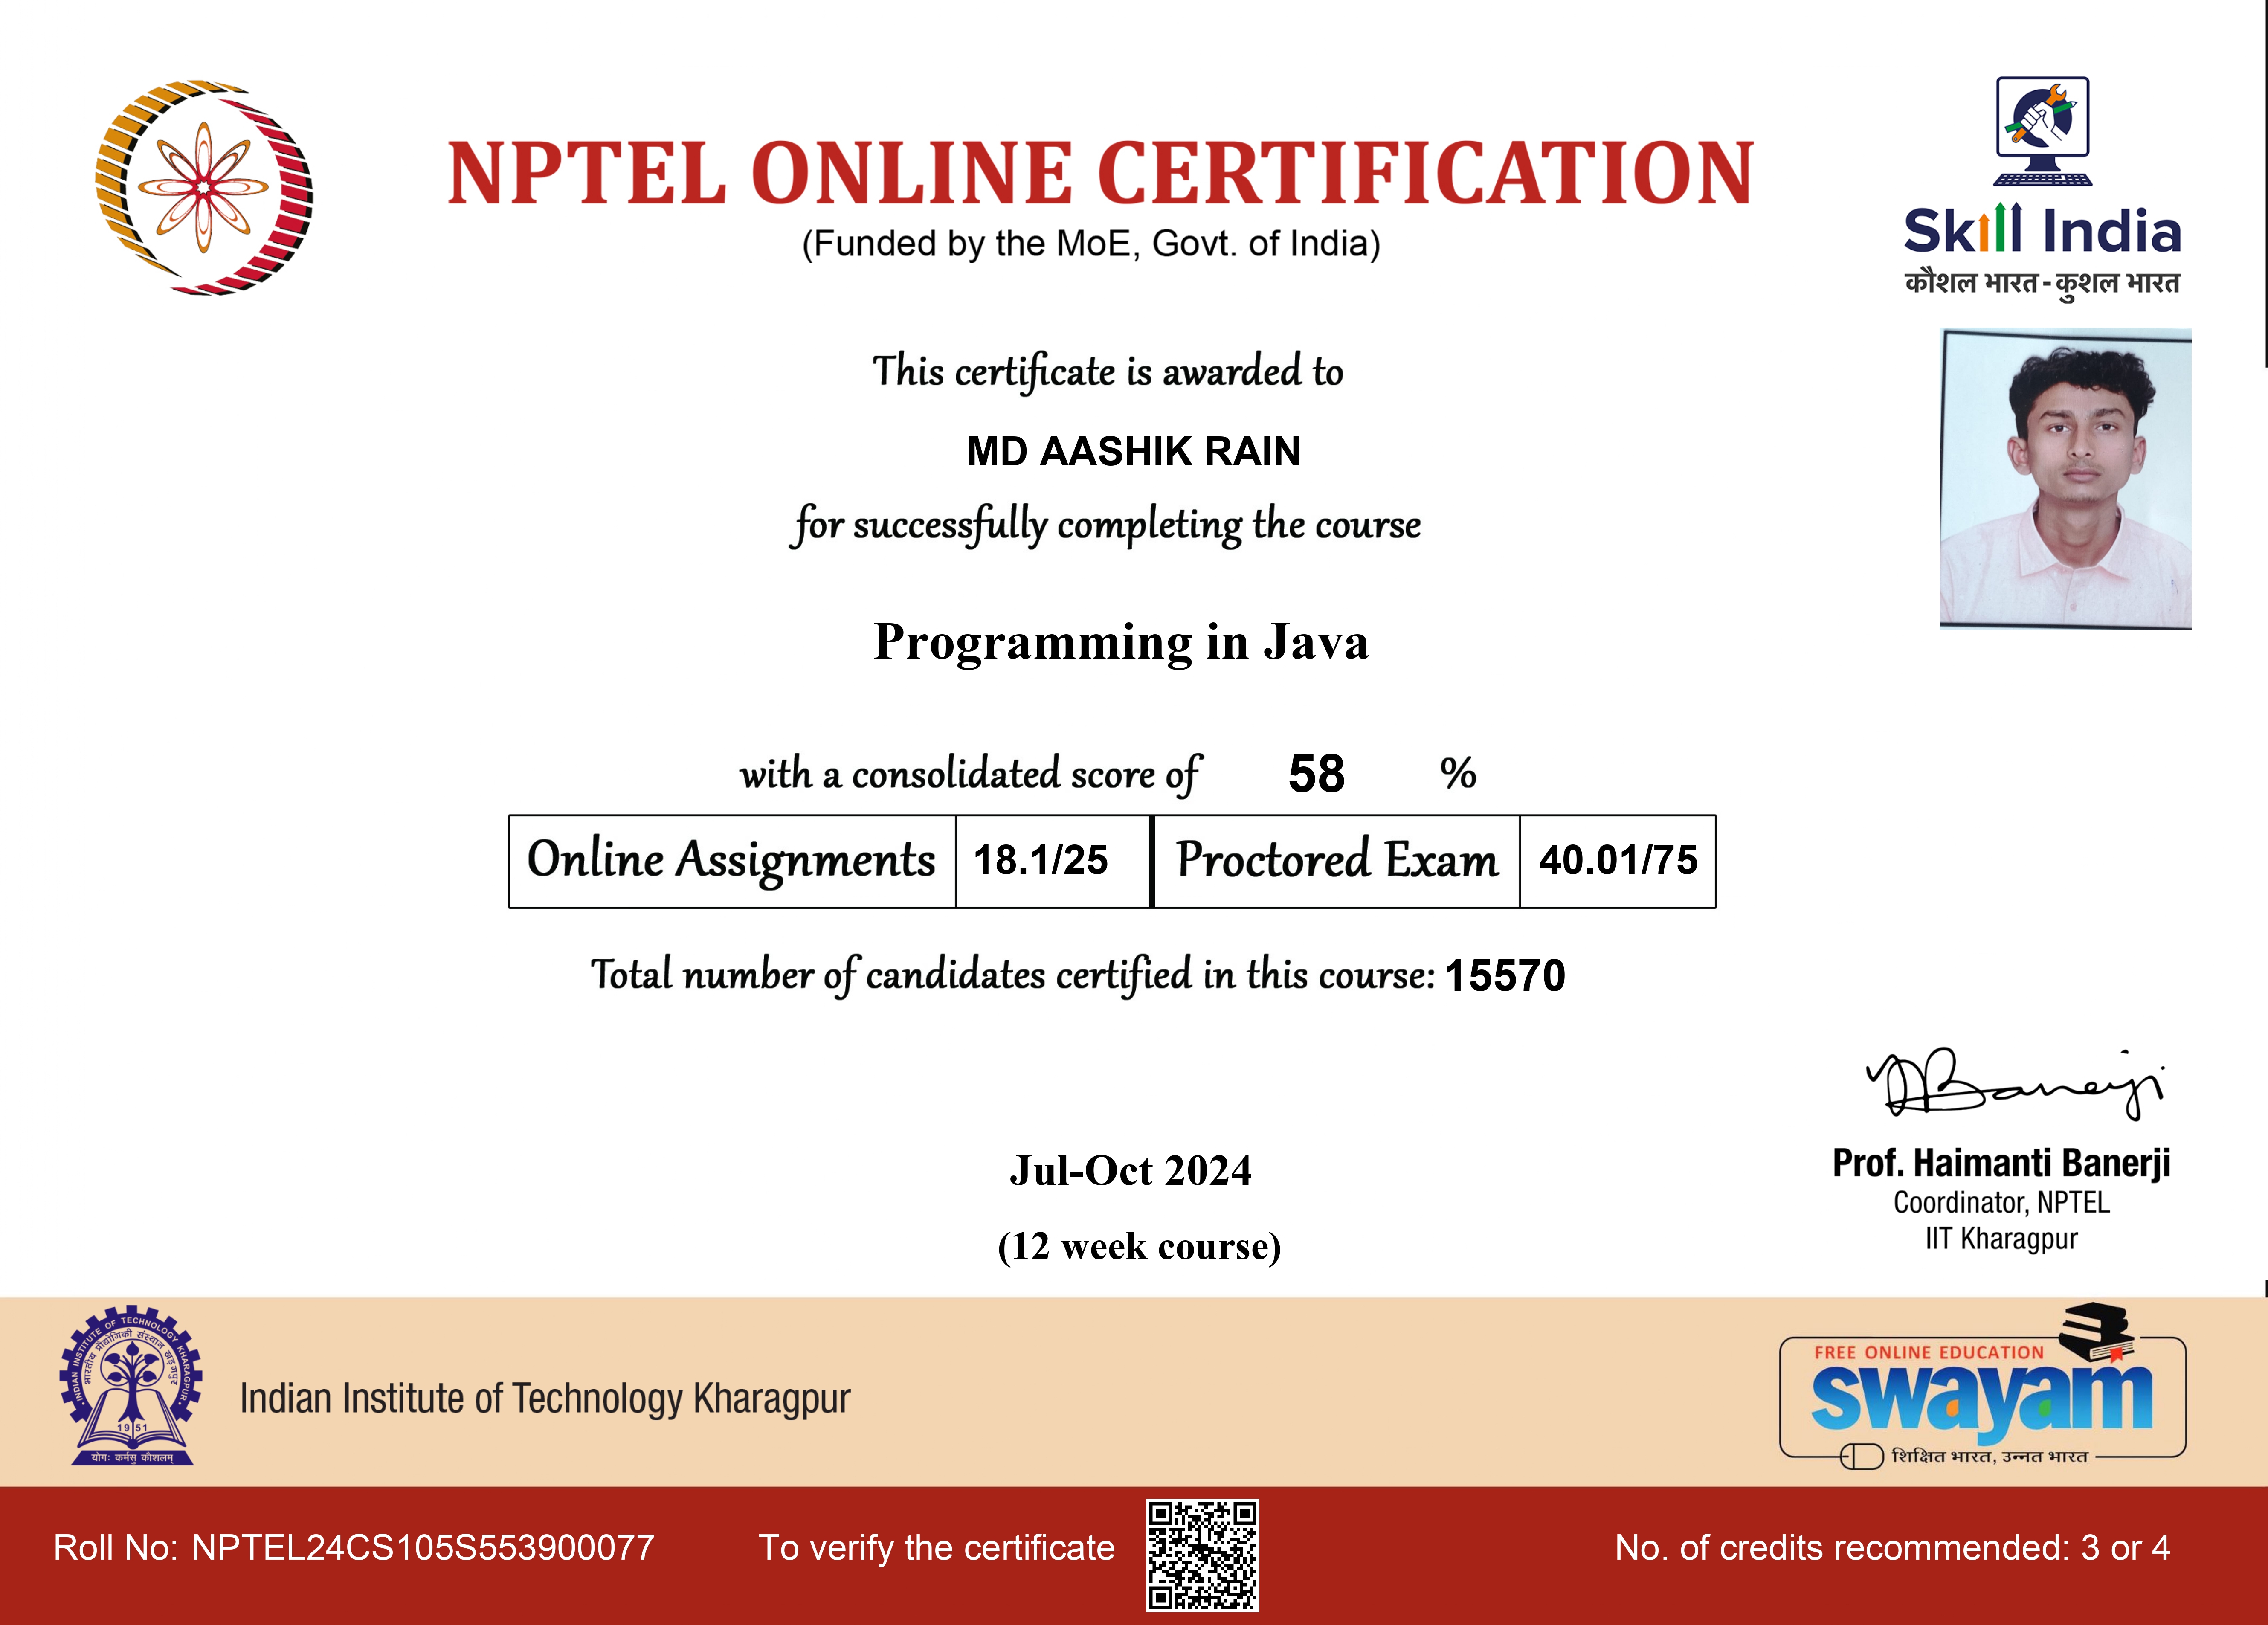 NPTEL ONLINE CERTIFICATION
(Funded by the MoE, Govt. of India)
Skill India
कौशल भारत - कुशल भारत
This certificate is awarded to
MD AASHIK RAIN
for successfully completing the course
Programming in Java
with a consolidated score of 58 %
Online Assignments 18.1/25 Proctored Exam 40.01/75
Total number of candidates certified in this course: 15570
Banerji
Prof. Haimanti Banerji
Coordinator, NPTEL
IIT Kharagpur
Jul-Oct 2024
(12 week course)
INDIAN INSTITUTE OF TECHNOLOGY KHARAGPUR
भारतीय प्रौद्योगिकी संस्थान खड़गपुर
1951
योगः कर्मसु कौशलम्
Indian Institute of Technology Kharagpur
FREE ONLINE EDUCATION
swayam
शिक्षित भारत, उन्नत भारत
Roll No: NPTEL24CS105S553900077
To verify the certificate
No. of credits recommended: 3 or 4